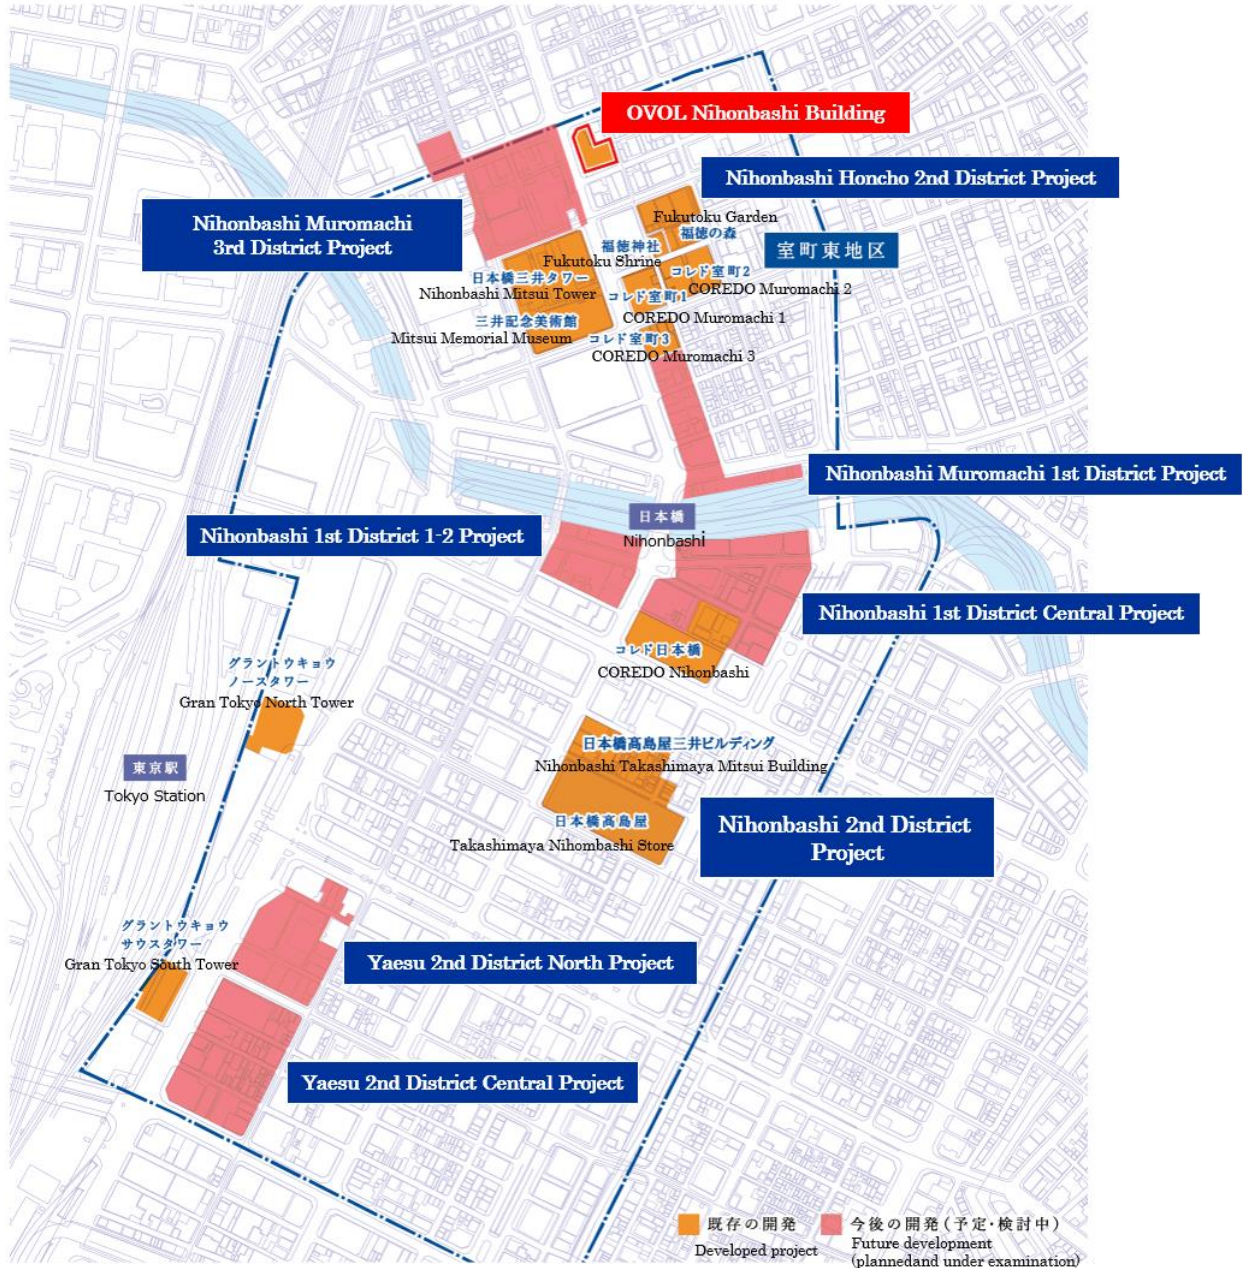 OVOL Nihonbashi Building
Nihonbashi Honcho 2nd District Project
Nihonbashi Muromachi
3rd District Project
Fukutoku Garden
福徳の森
室町東地区
福徳神社
Fukutoku Shrine
コレド室町2
COREDO Muromachi 2
日本橋三井タワー
Nihonbashi Mitsui Tower
コレド室町1
COREDO Muromachi 1
三井記念美術館
Mitsui Memorial Museum
コレド室町3
COREDO Muromachi 3
Nihonbashi Muromachi 1st District Project
日本橋
Nihonbashi
Nihonbashi 1st District 1-2 Project
Nihonbashi 1st District Central Project
コレド日本橋
COREDO Nihonbashi
グラントウキョウ
ノースタワー
Gran Tokyo North Tower
日本橋髙島屋三井ビルディング
Nihonbashi Takashimaya Mitsui Building
東京駅
Tokyo Station
日本橋髙島屋
Takashimaya Nihombashi Store
Nihonbashi 2nd District
Project
グラントウキョウ
サウスタワー
Gran Tokyo South Tower
Yaesu 2nd District North Project
Yaesu 2nd District Central Project
既存の開発
Developed project
今後の開発(予定・検討中)
Future development
(plannedand under examination)